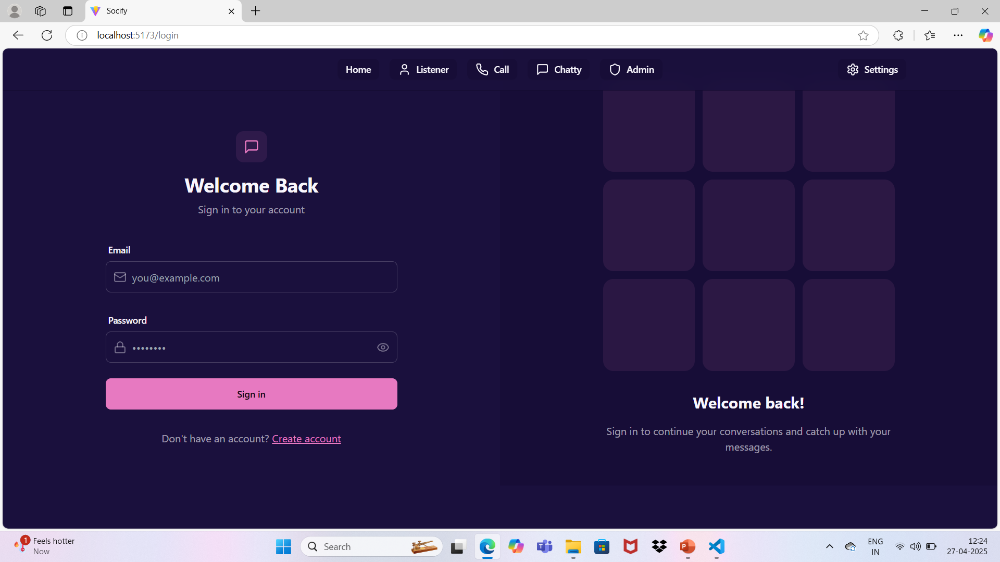 Socify
localhost:5173/login
Home
Listener
Call
Chatty
Admin
Settings
Welcome Back
Sign in to your account
Email
you@example.com
Password
••••••••
Sign in
Don't have an account? Create account
Welcome back!
Sign in to continue your conversations and catch up with your
messages.
1
Feels hotter
Now
Search
ENG
IN
12:24
27-04-2025